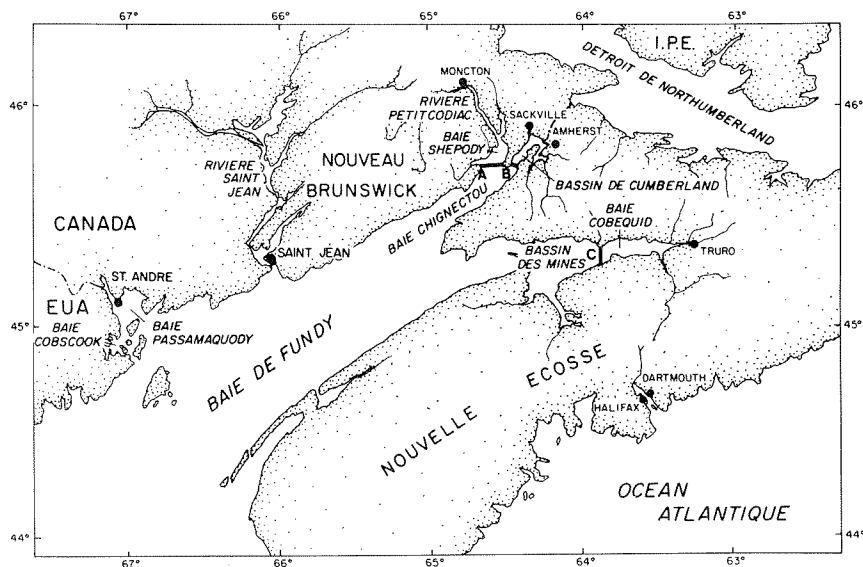 67°
66°
65°
64°
63°
I.P.E.
DETROIT DE NORTHUMBERLAND
MONCTON
46°
46°
RIVIERE
PETITCODIAC
SACKVILLE
AMHERST
BAIE
SHEPODY
RIVIERE
SAINT
JEAN
NOUVEAU
BRUNSWICK
A
B
BASSIN DE CUMBERLAND
BAIE CHIGNECTOU
BAIE
COBEQUID
CANADA
SAINT JEAN
BASSIN
DES MINES
C
TRURO
ST. ANDRE
EUA
45°
45°
BAIE
COBSCOOK
BAIE
PASSAMAQUODY
BAIE DE FUNDY
NOUVELLE ECOSSE
DARTMOUTH
HALIFAX
OCEAN
ATLANTIQUE
44°
44°
67°
66°
65°
64°
63°